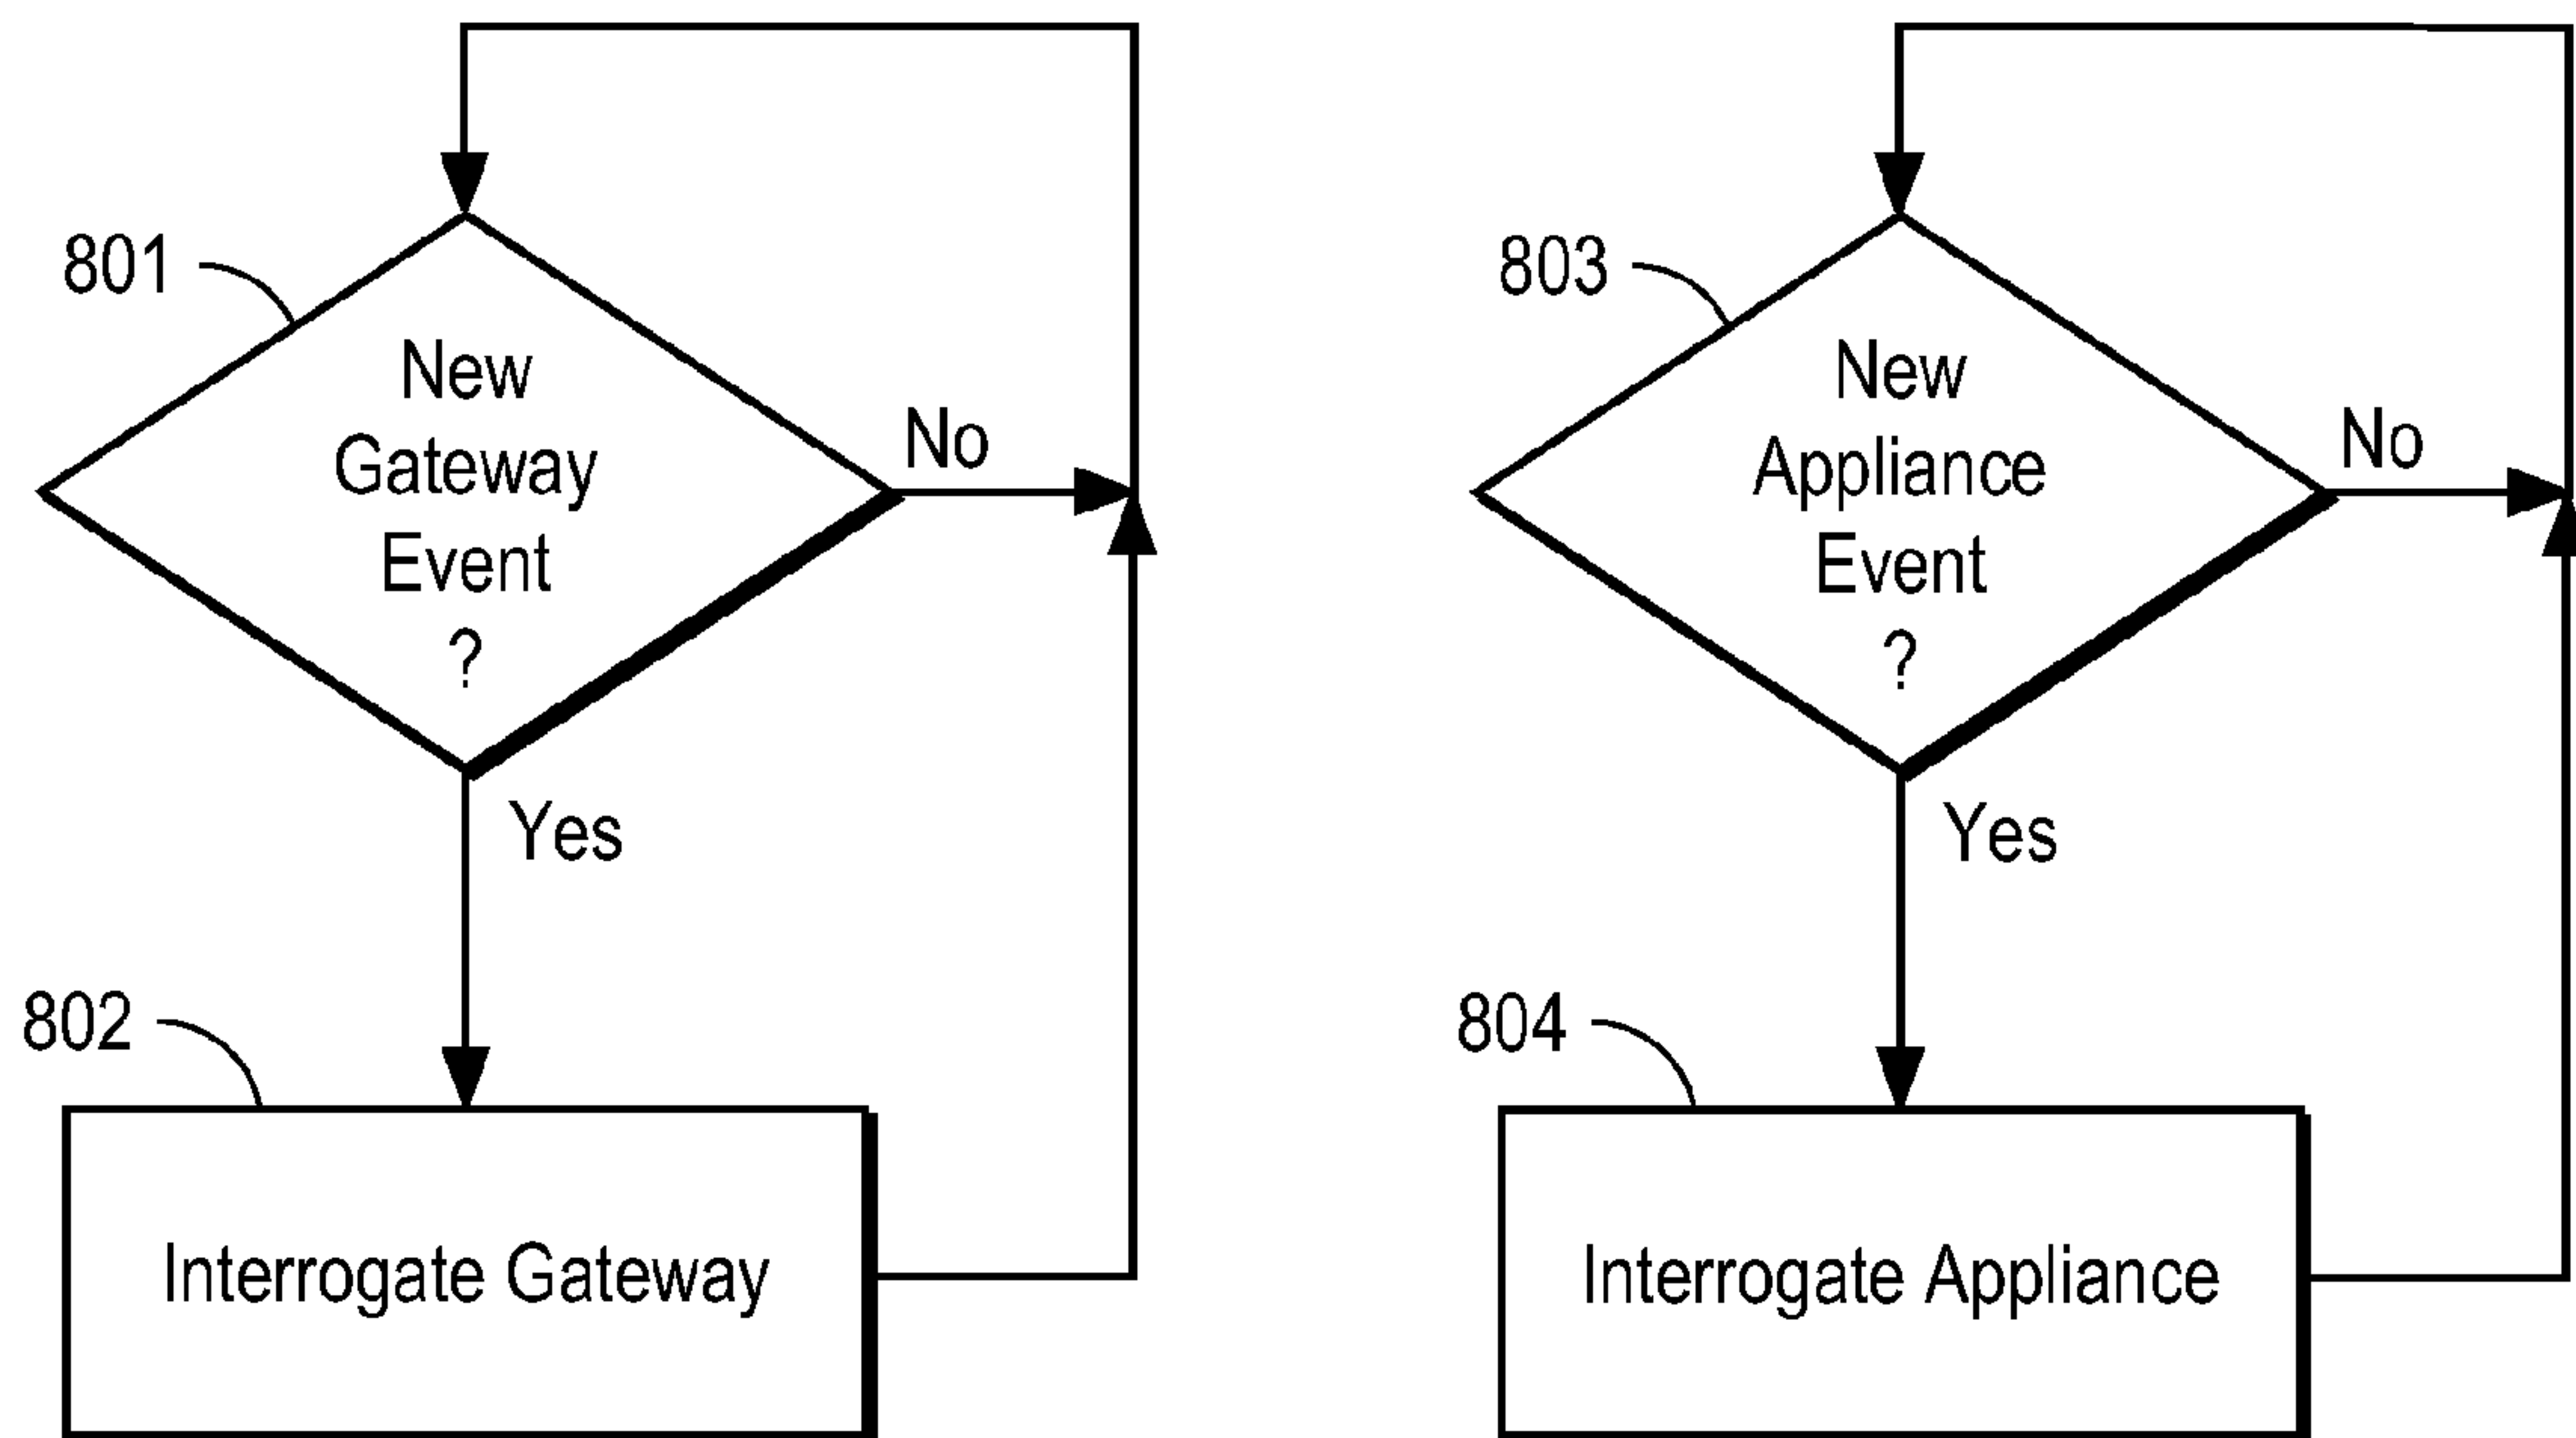 801
New
Gateway
Event
?
No
Yes
802
Interrogate Gateway
803
New
Appliance
Event
?
No
Yes
804
Interrogate Appliance